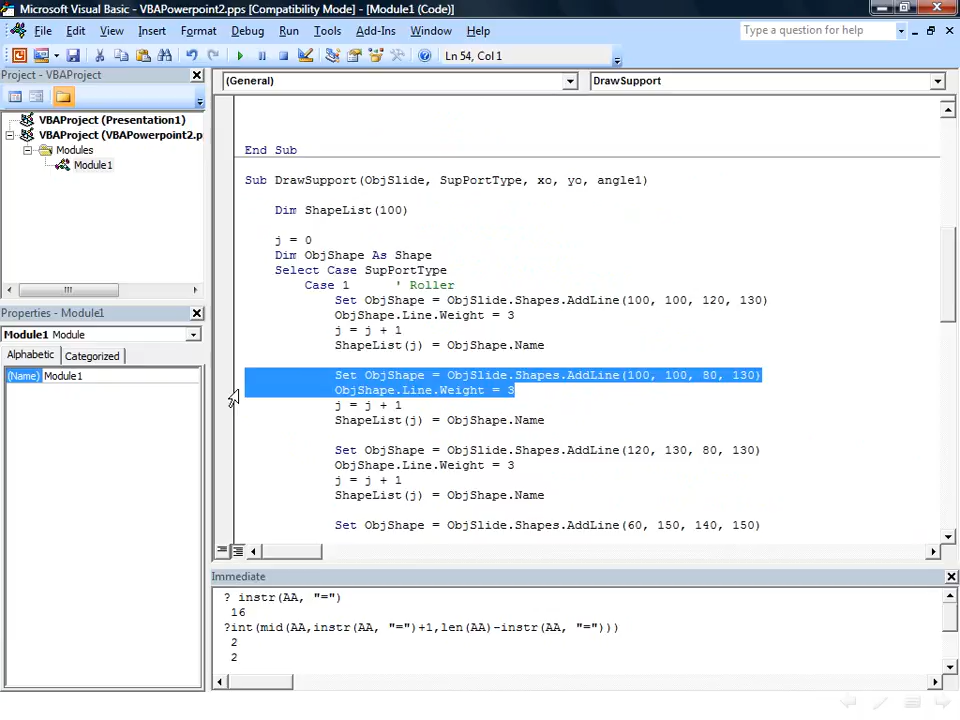 Microsoft Visual Basic - VBAPowerpoint2.pps [Compatibility Mode] - [Module1 (Code)]
File Edit View Insert Format Debug Run Tools Add-Ins Window Help
Type a question for help
Ln 54, Col 1
Project - VBAProject
VBAProject (Presentation1)
VBAProject (VBAPowerpoint2.p
Modules
Module1
Properties - Module1
Module1 Module
Alphabetic Categorized
(Name) Module1
(General) DrawSupport
End Sub
Sub DrawSupport(ObjSlide, SupPortType, xo, yo, angle1)
Dim ShapeList(100)
j = 0
Dim ObjShape As Shape
Select Case SupPortType
Case 1 ' Roller
Set ObjShape = ObjSlide.Shapes.AddLine(100, 100, 120, 130)
ObjShape.Line.Weight = 3
j = j + 1
ShapeList(j) = ObjShape.Name
Set ObjShape = ObjSlide.Shapes.AddLine(100, 100, 80, 130)
ObjShape.Line.Weight = 3
j = j + 1
ShapeList(j) = ObjShape.Name
Set ObjShape = ObjSlide.Shapes.AddLine(120, 130, 80, 130)
ObjShape.Line.Weight = 3
j = j + 1
ShapeList(j) = ObjShape.Name
Set ObjShape = ObjSlide.Shapes.AddLine(60, 150, 140, 150)
Immediate
? instr(AA, "=")
16
?int(mid(AA,instr(AA, "=")+1,len(AA)-instr(AA, "=")))
2
2